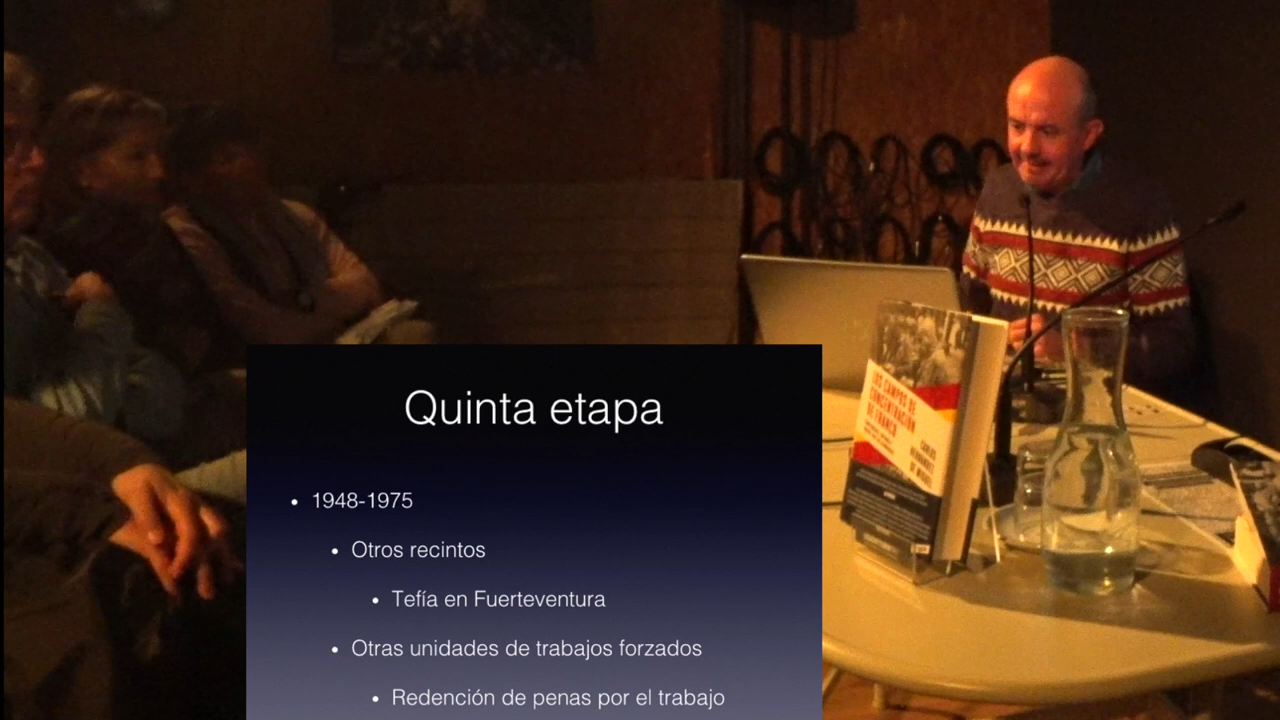 Quinta etapa
• 1948-1975
• Otros recintos
• Tefía en Fuerteventura
• Otras unidades de trabajos forzados
• Redención de penas por el trabajo
LOS CAMPOS DE
CONCENTRACIÓN
DE FRANCO
CARLOS
HERNÁNDEZ
DE MIGUEL